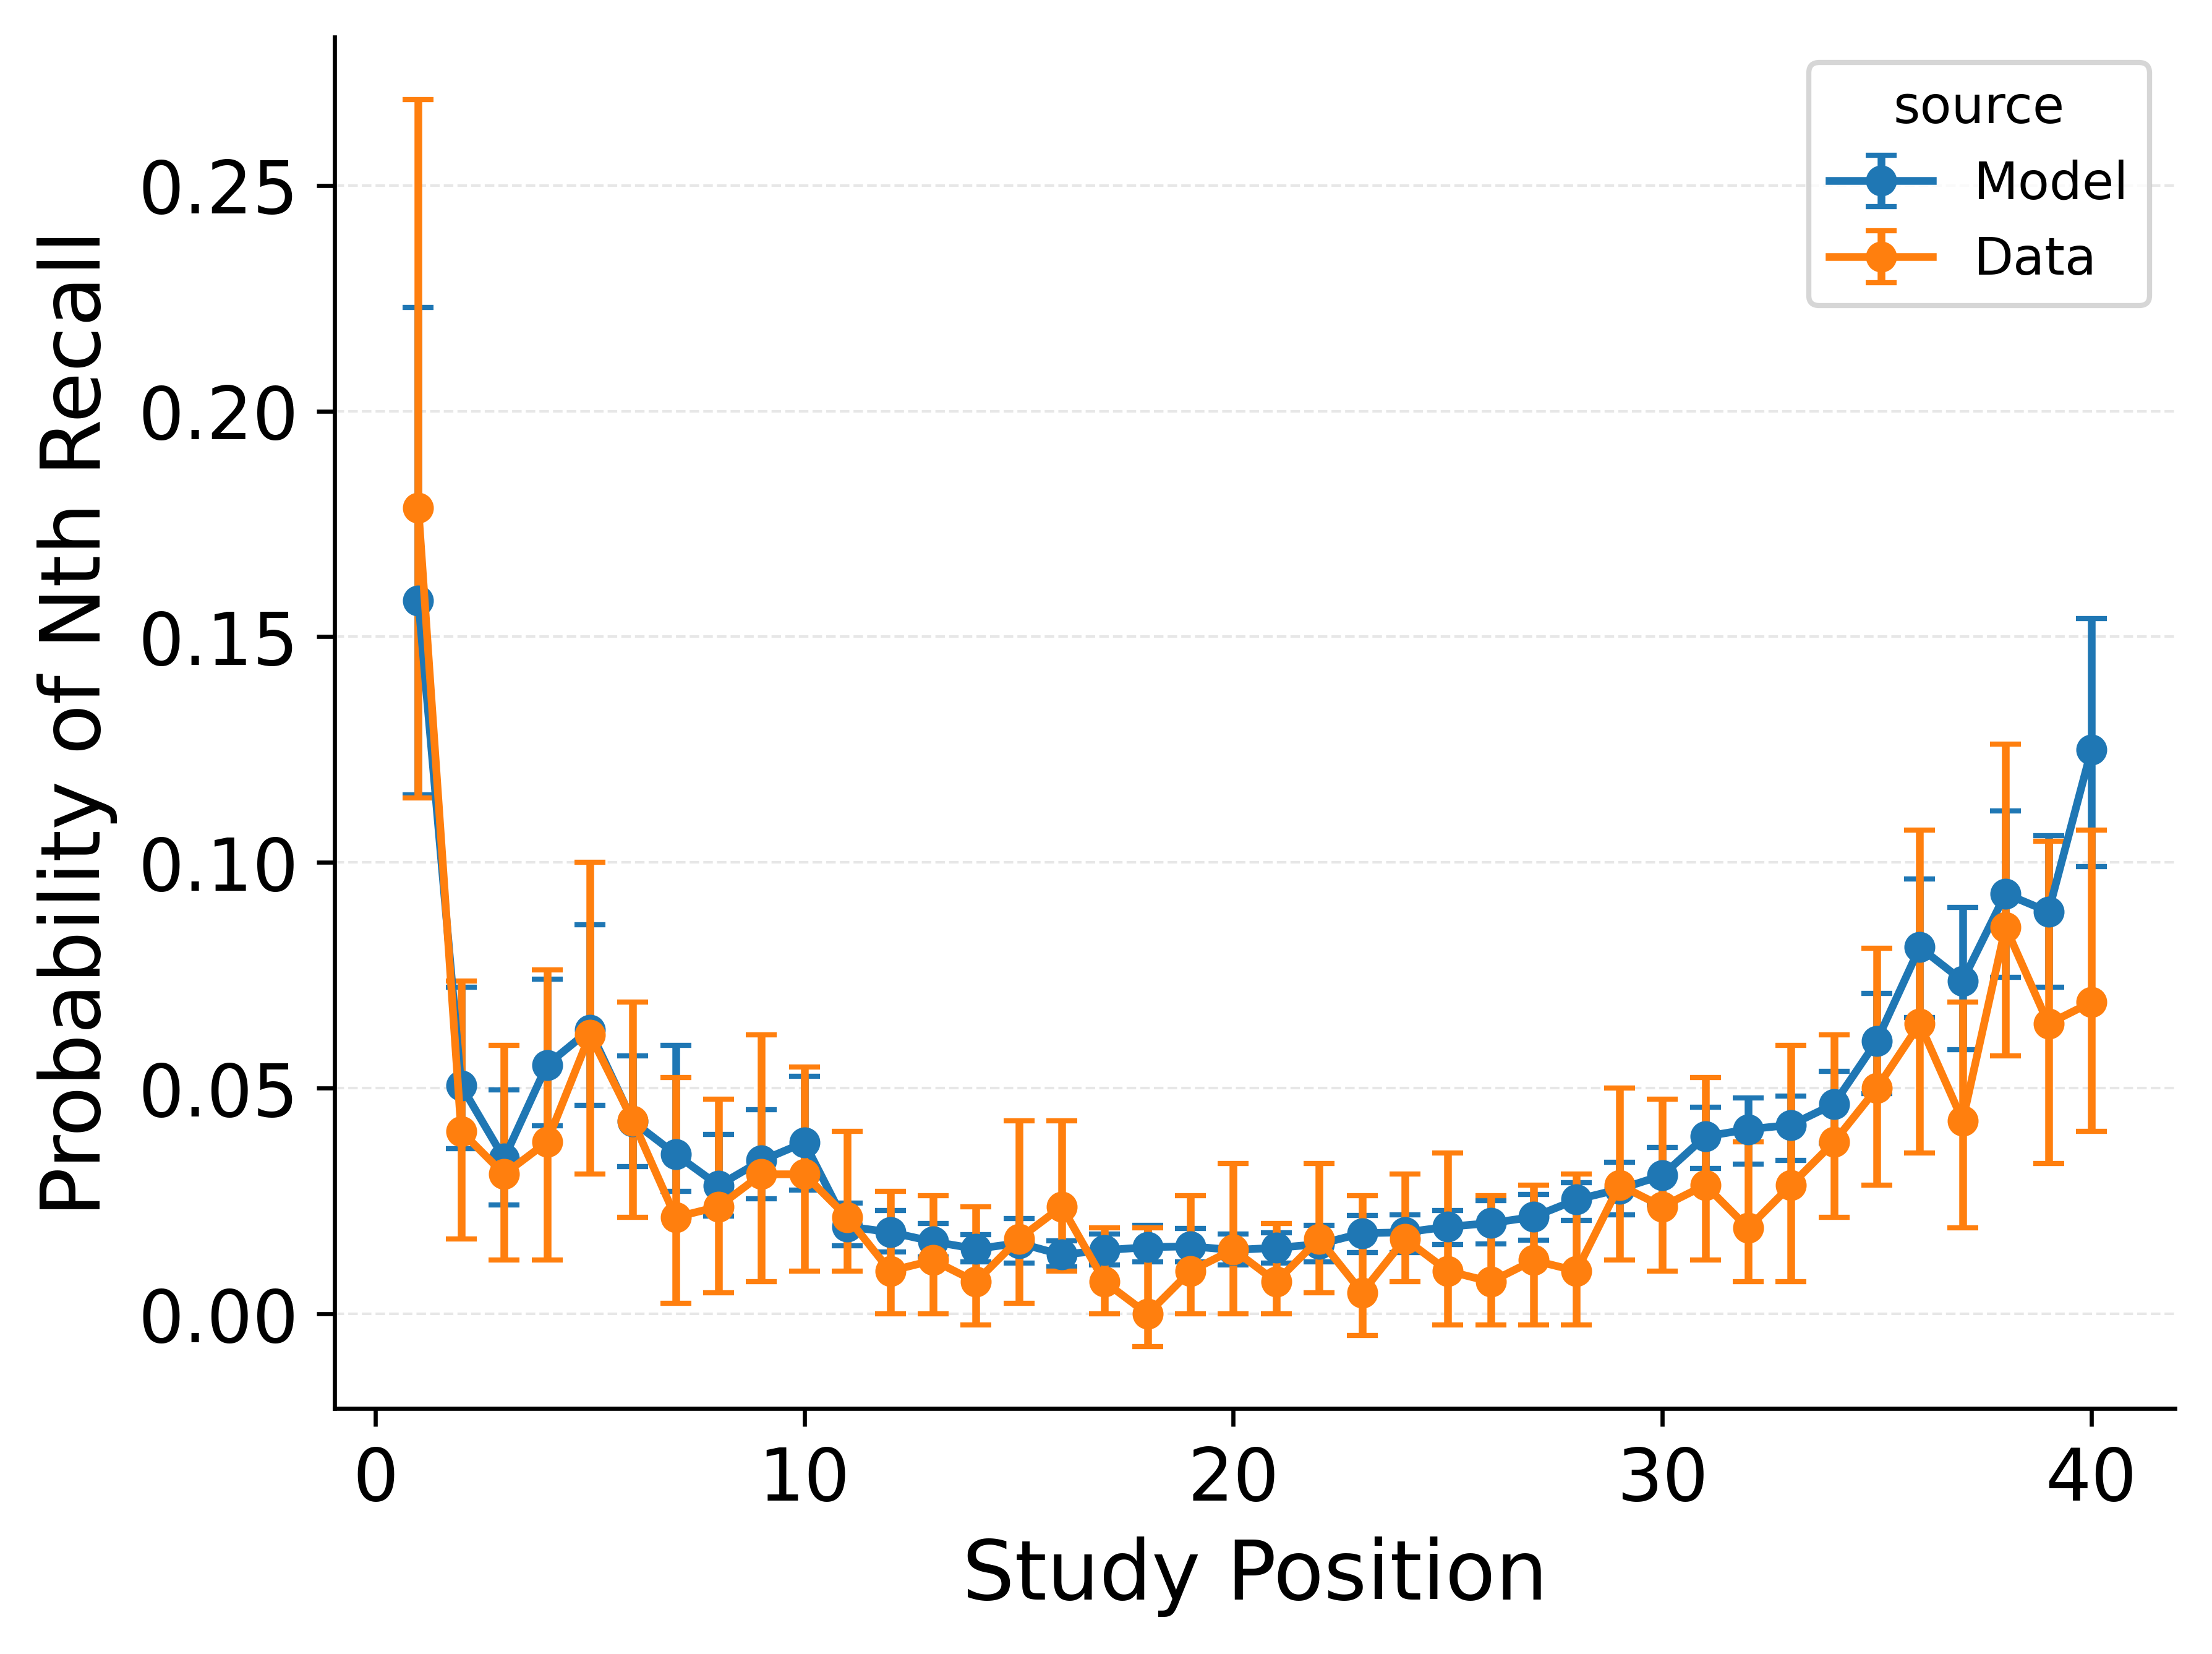 source
Model
Data
0.25
0.20
0.15
0.10
0.05
0.00
Probability of Nth Recall
0 10 20 30 40
Study Position